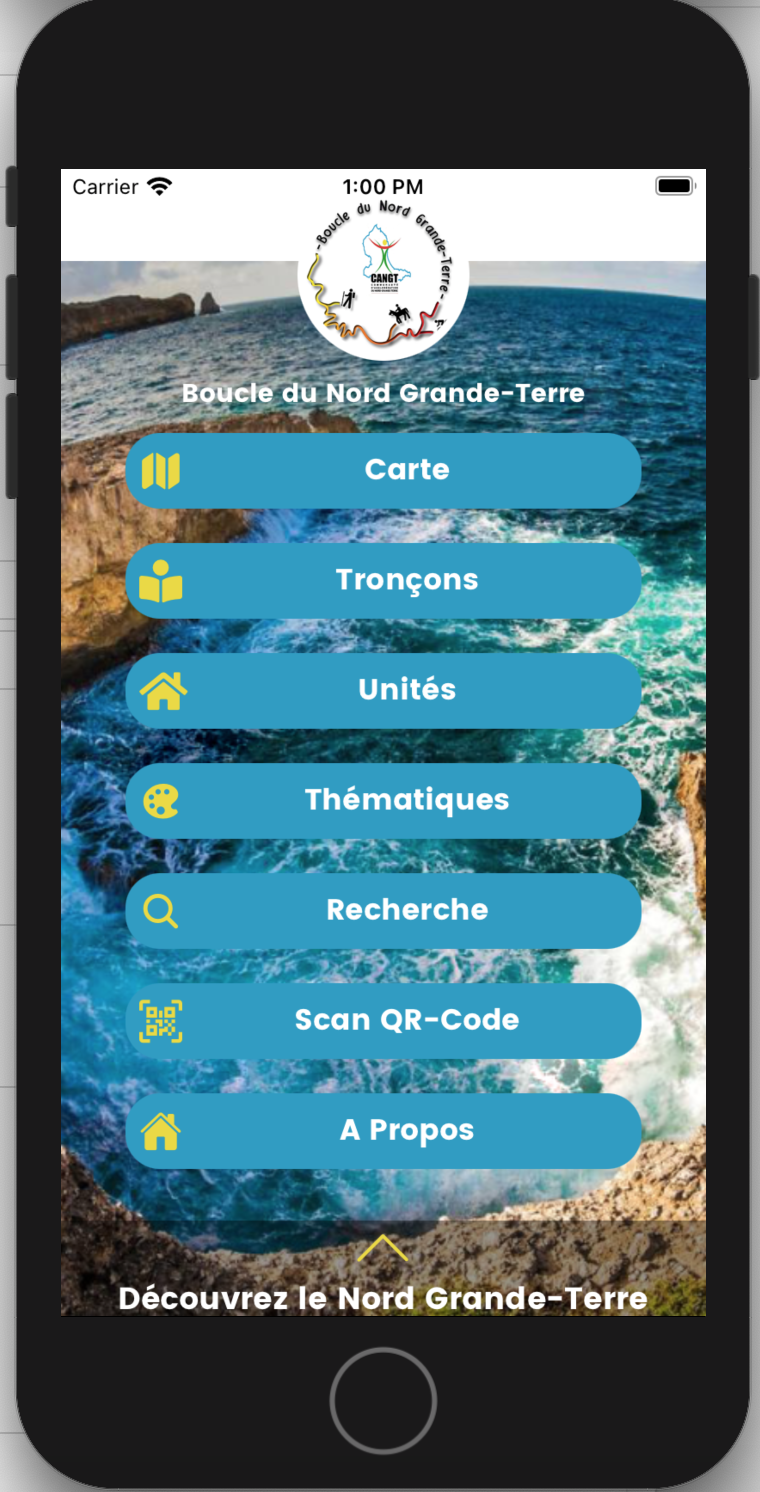 Carrier
1:00 PM
-Boucle du Nord Grande-Terre-
CANGT
Boucle du Nord Grande-Terre
Carte
Tronçons
Unités
Thématiques
Recherche
Scan QR-Code
A Propos
Découvrez le Nord Grande-Terre